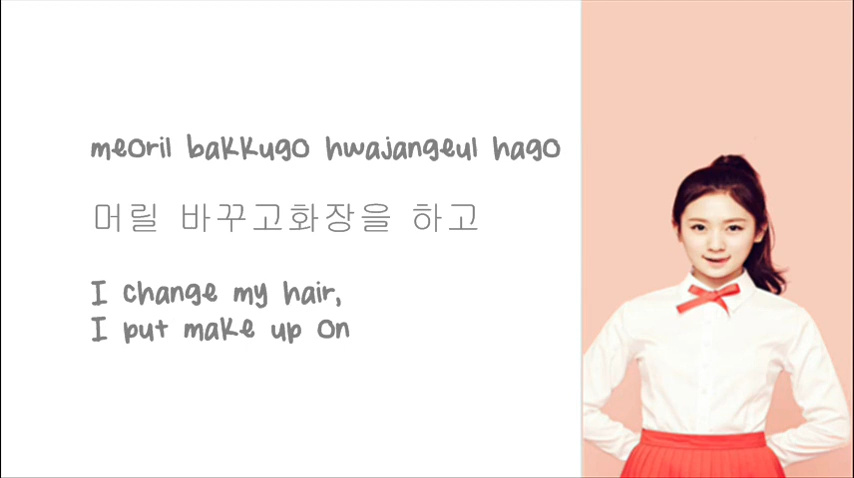 meoril bakkugo hwajangeul hago
머릴 바꾸고화장을 하고
I change my hair,
I put make up on